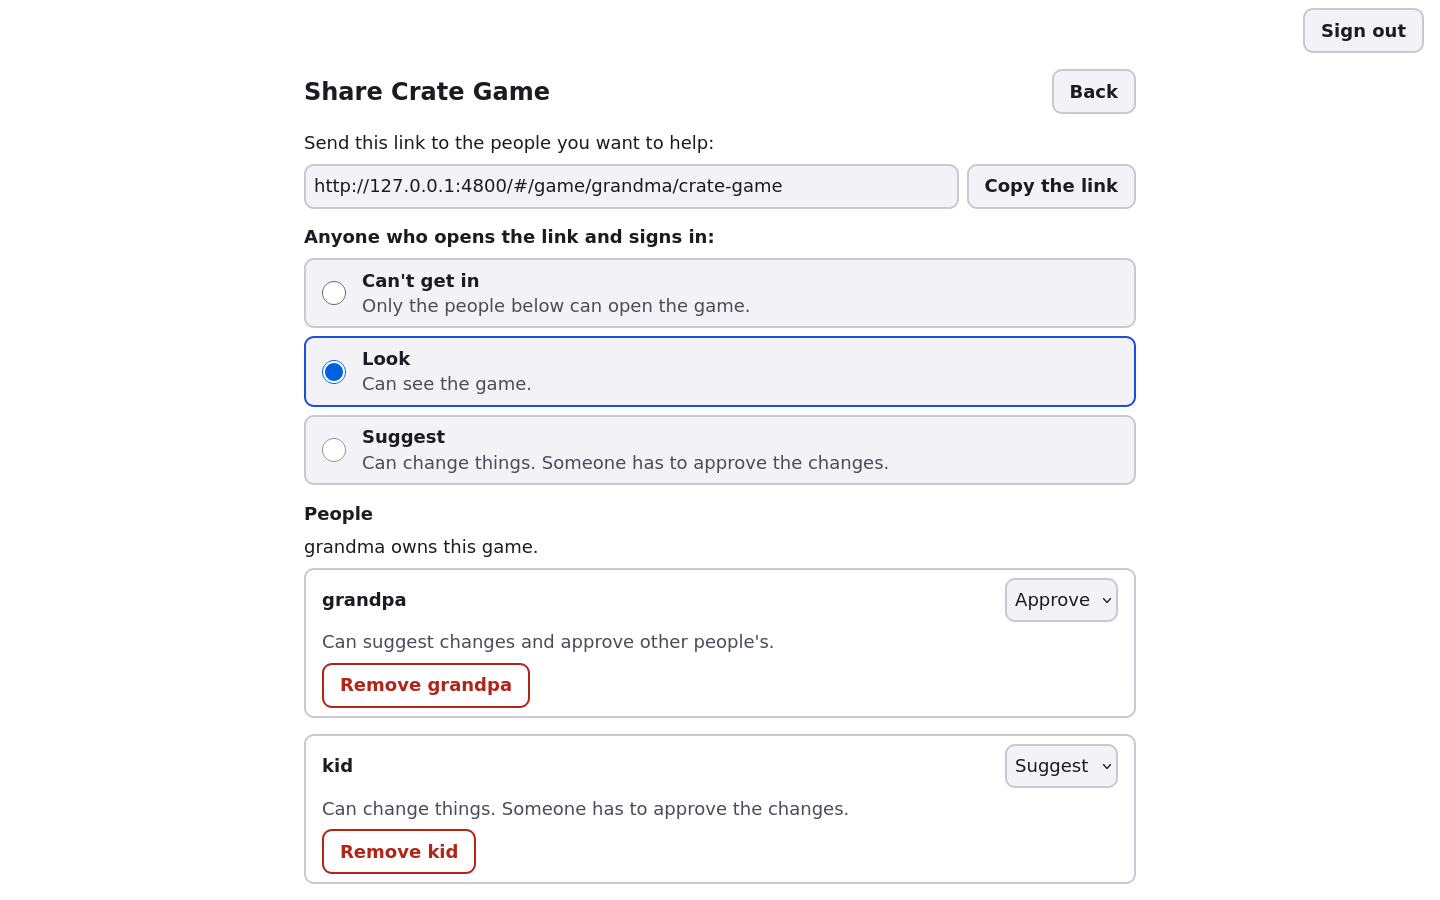 Sign out
Share Crate Game
Back
Send this link to the people you want to help:
http://127.0.0.1:4800/#/game/grandma/crate-game
Copy the link
Anyone who opens the link and signs in:
Can't get in
Only the people below can open the game.
Look
Can see the game.
Suggest
Can change things. Someone has to approve the changes.
People
grandma owns this game.
grandpa
Approve
Can suggest changes and approve other people's.
Remove grandpa
kid
Suggest
Can change things. Someone has to approve the changes.
Remove kid